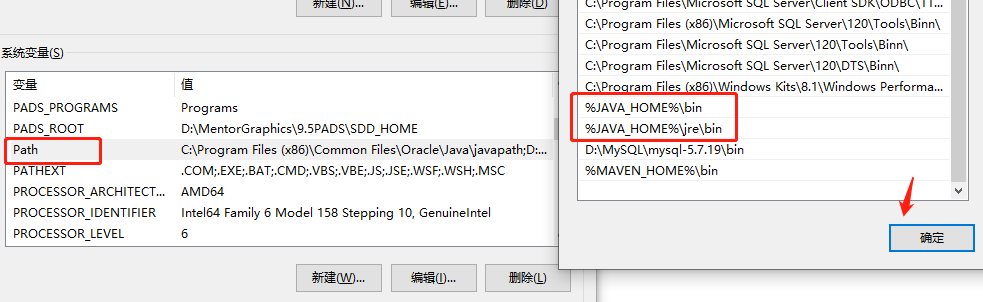 新建(N)...
编辑(E)...
删除(D)
系统变量(S)
变量 值
PADS_PROGRAMS Programs
PADS_ROOT D:\MentorGraphics\9.5PADS\SDD_HOME
Path C:\Program Files (x86)\Common Files\Oracle\Java\javapath;D:...
PATHEXT .COM;.EXE;.BAT;.CMD;.VBS;.VBE;.JS;.JSE;.WSF;.WSH;.MSC
PROCESSOR_ARCHITECT... AMD64
PROCESSOR_IDENTIFIER Intel64 Family 6 Model 158 Stepping 10, GenuineIntel
PROCESSOR_LEVEL 6
新建(W)...
编辑(I)...
删除(L)
C:\Program Files\Microsoft SQL Server\Client SDK\ODBC\1T...
C:\Program Files (x86)\Microsoft SQL Server\120\Tools\Binn\
C:\Program Files\Microsoft SQL Server\120\Tools\Binn\
C:\Program Files\Microsoft SQL Server\120\DTS\Binn\
C:\Program Files (x86)\Windows Kits\8.1\Windows Performa...
%JAVA_HOME%\bin
%JAVA_HOME%\jre\bin
D:\MySQL\mysql-5.7.19\bin
%MAVEN_HOME%\bin
确定